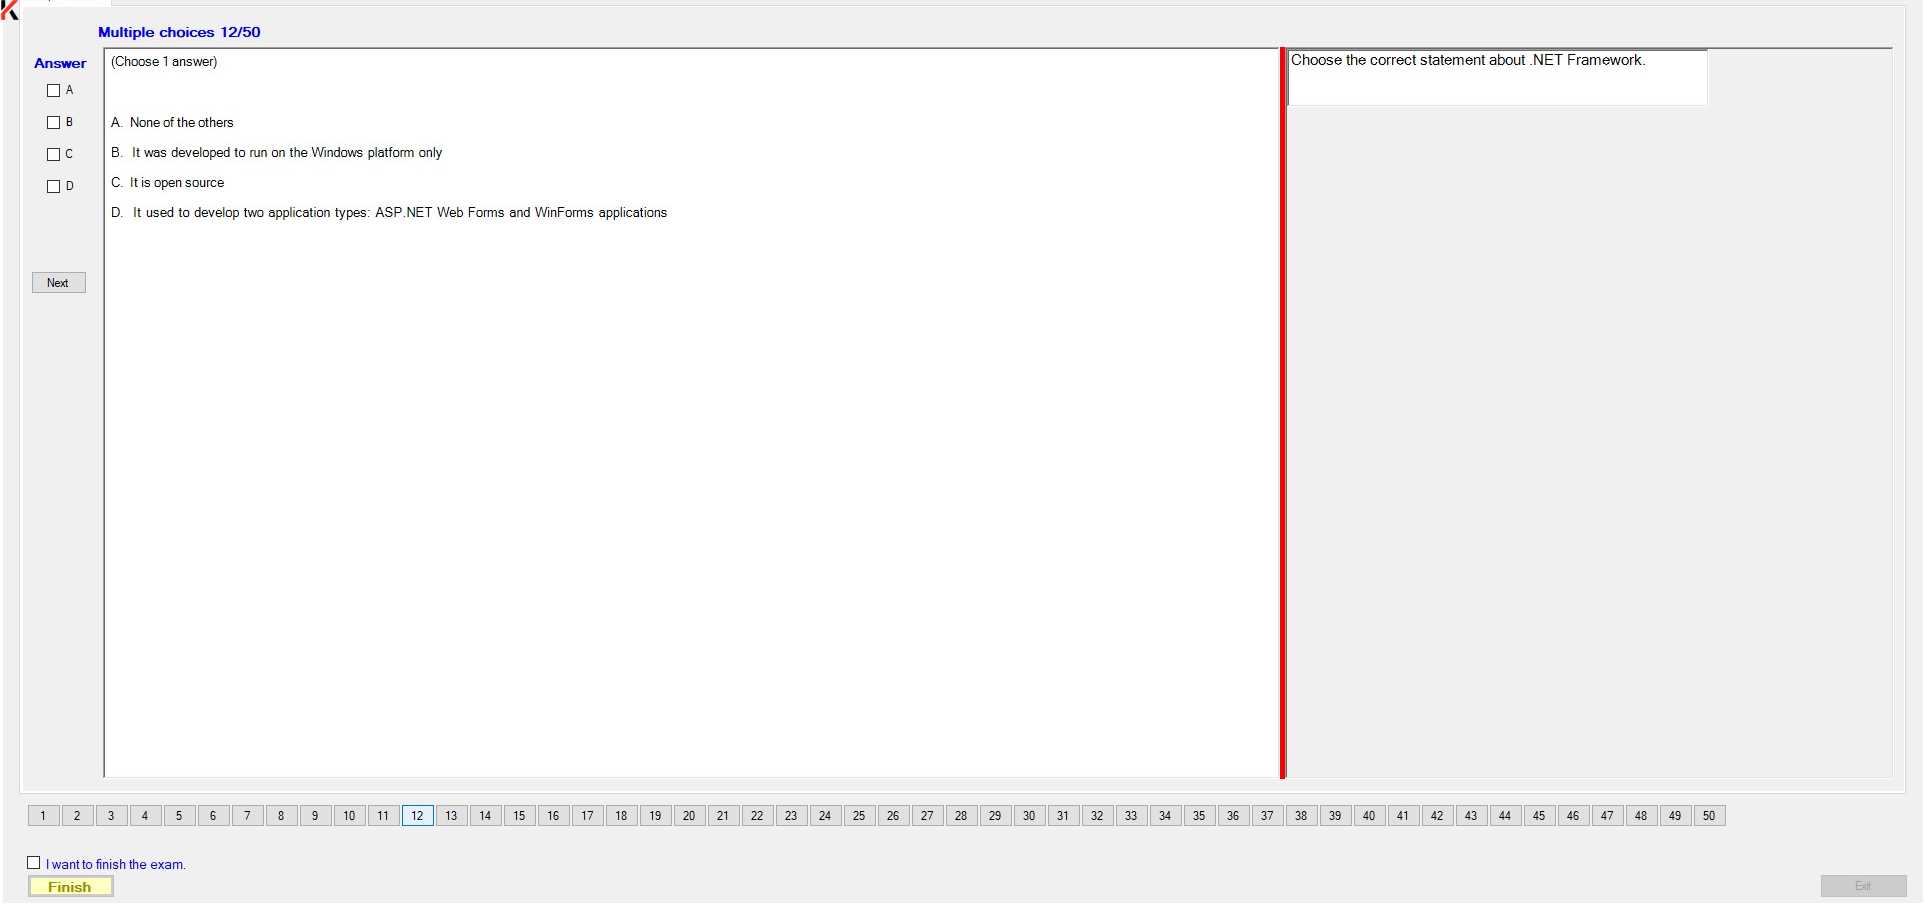 Multiple choices 12/50
Answer
A
B
C
D
Next
(Choose 1 answer)
A. None of the others
B. It was developed to run on the Windows platform only
C. It is open source
D. It used to develop two application types: ASP.NET Web Forms and WinForms applications
Choose the correct statement about .NET Framework.
1 2 3 4 5 6 7 8 9 10 11 12 13 14 15 16 17 18 19 20 21 22 23 24 25 26 27 28 29 30 31 32 33 34 35 36 37 38 39 40 41 42 43 44 45 46 47 48 49 50
I want to finish the exam.
Finish
Exit